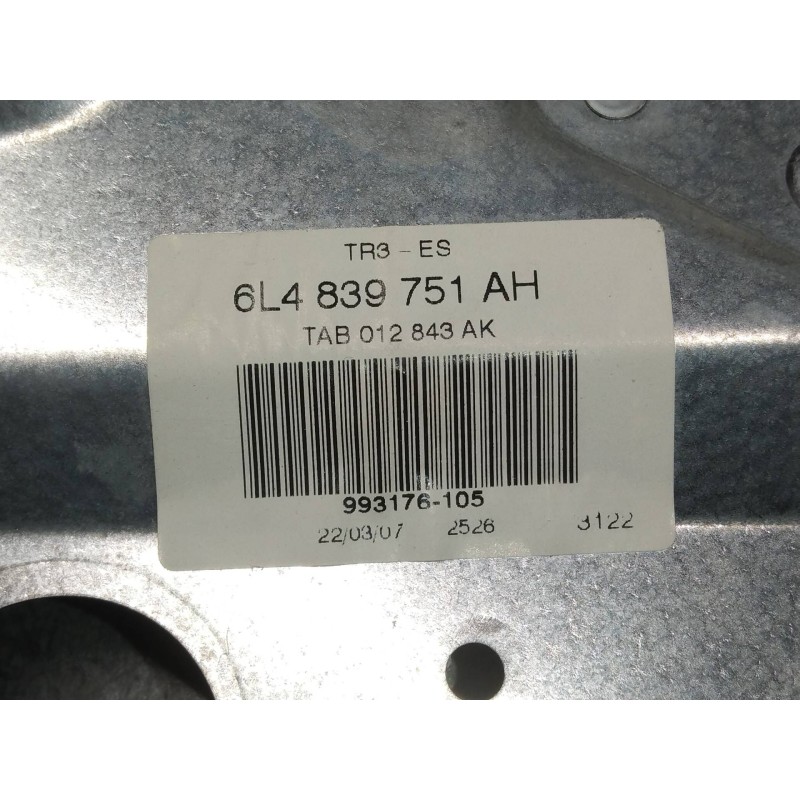 TR3 - ES
6L4 839 751 AH
TAB 012 843 AK
993176-105
22/03/07 2526 3122